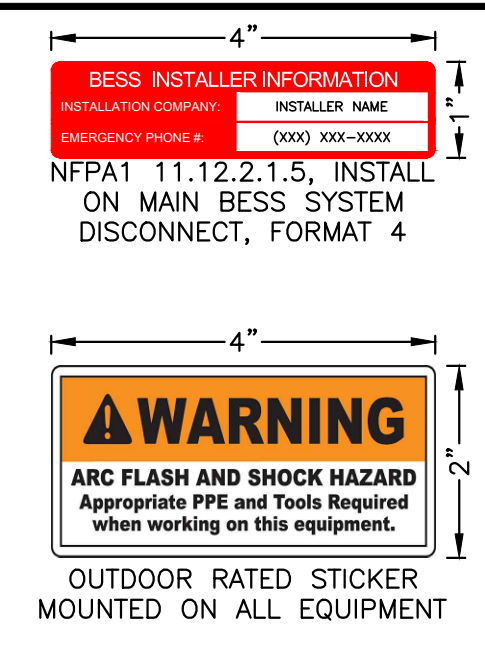 4"
BESS INSTALLER INFORMATION
INSTALLATION COMPANY: INSTALLER NAME
EMERGENCY PHONE #: (XXX) XXX-XXXX
1"
NFPA1 11.12.2.1.5, INSTALL
ON MAIN BESS SYSTEM
DISCONNECT, FORMAT 4
4"
WARNING
ARC FLASH AND SHOCK HAZARD
Appropriate PPE and Tools Required
when working on this equipment.
2"
OUTDOOR RATED STICKER
MOUNTED ON ALL EQUIPMENT